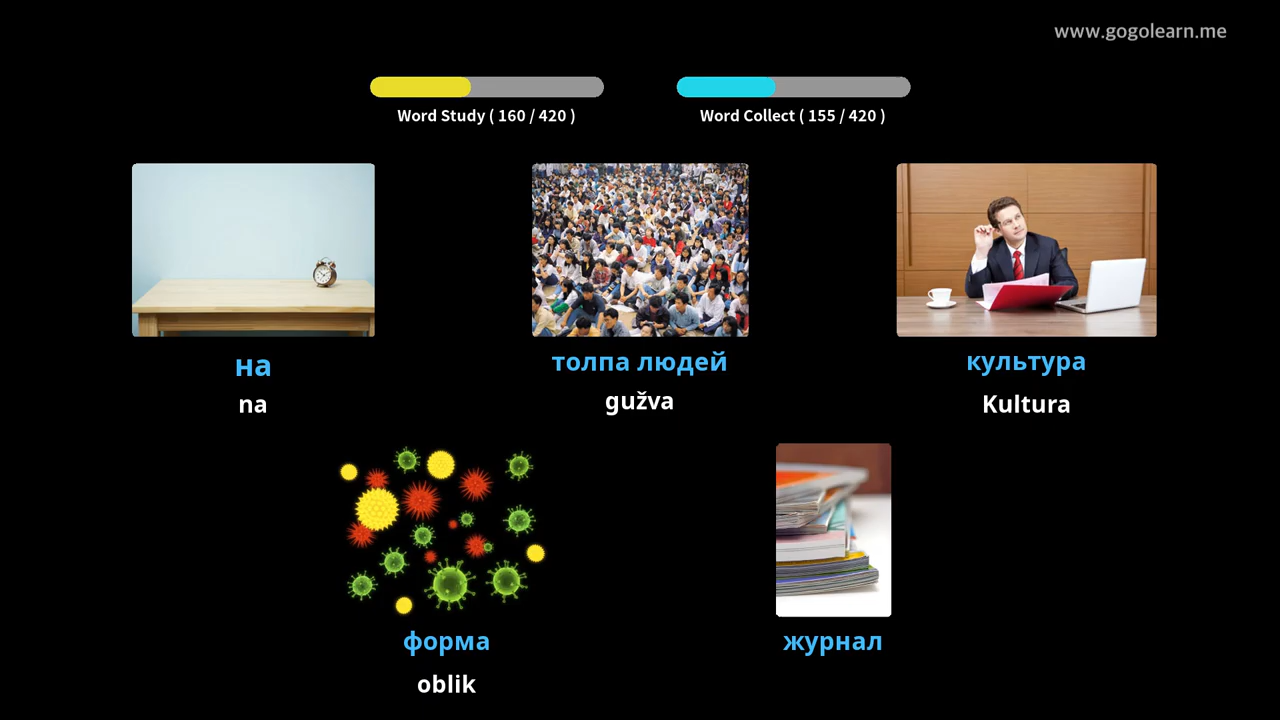 www.gogolearn.me
Word Study ( 160 / 420 )
Word Collect ( 155 / 420 )
на
na
толпа людей
gužva
культура
Kultura
форма
oblik
журнал